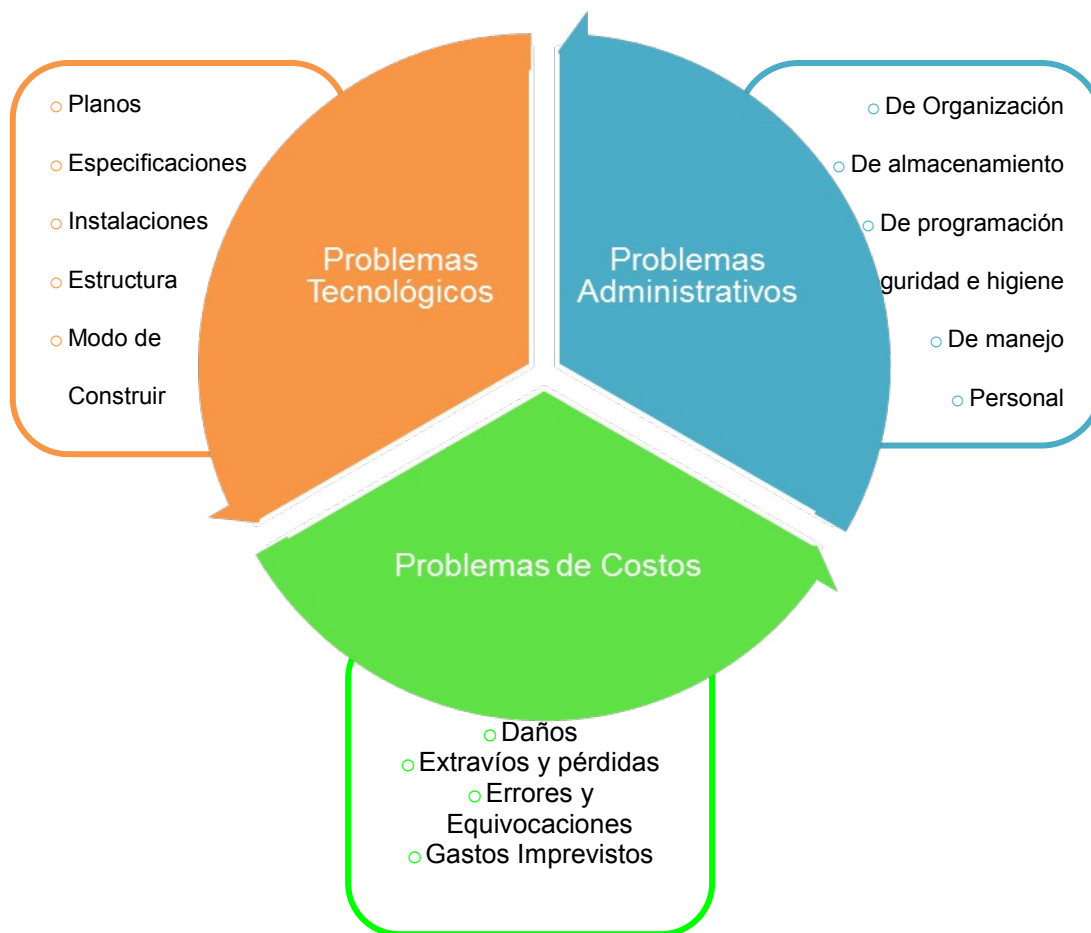 ○ Planos
○ Especificaciones
○ Instalaciones
○ Estructura
○ Modo de
Construir
Problemas
Tecnológicos
Problemas
Administrativos
○ De Organización
○ De almacenamiento
○ De programación
guridad e higiene
○ De manejo
○ Personal
Problemas de Costos
○ Daños
○ Extravíos y pérdidas
○ Errores y
Equivocaciones
○ Gastos Imprevistos